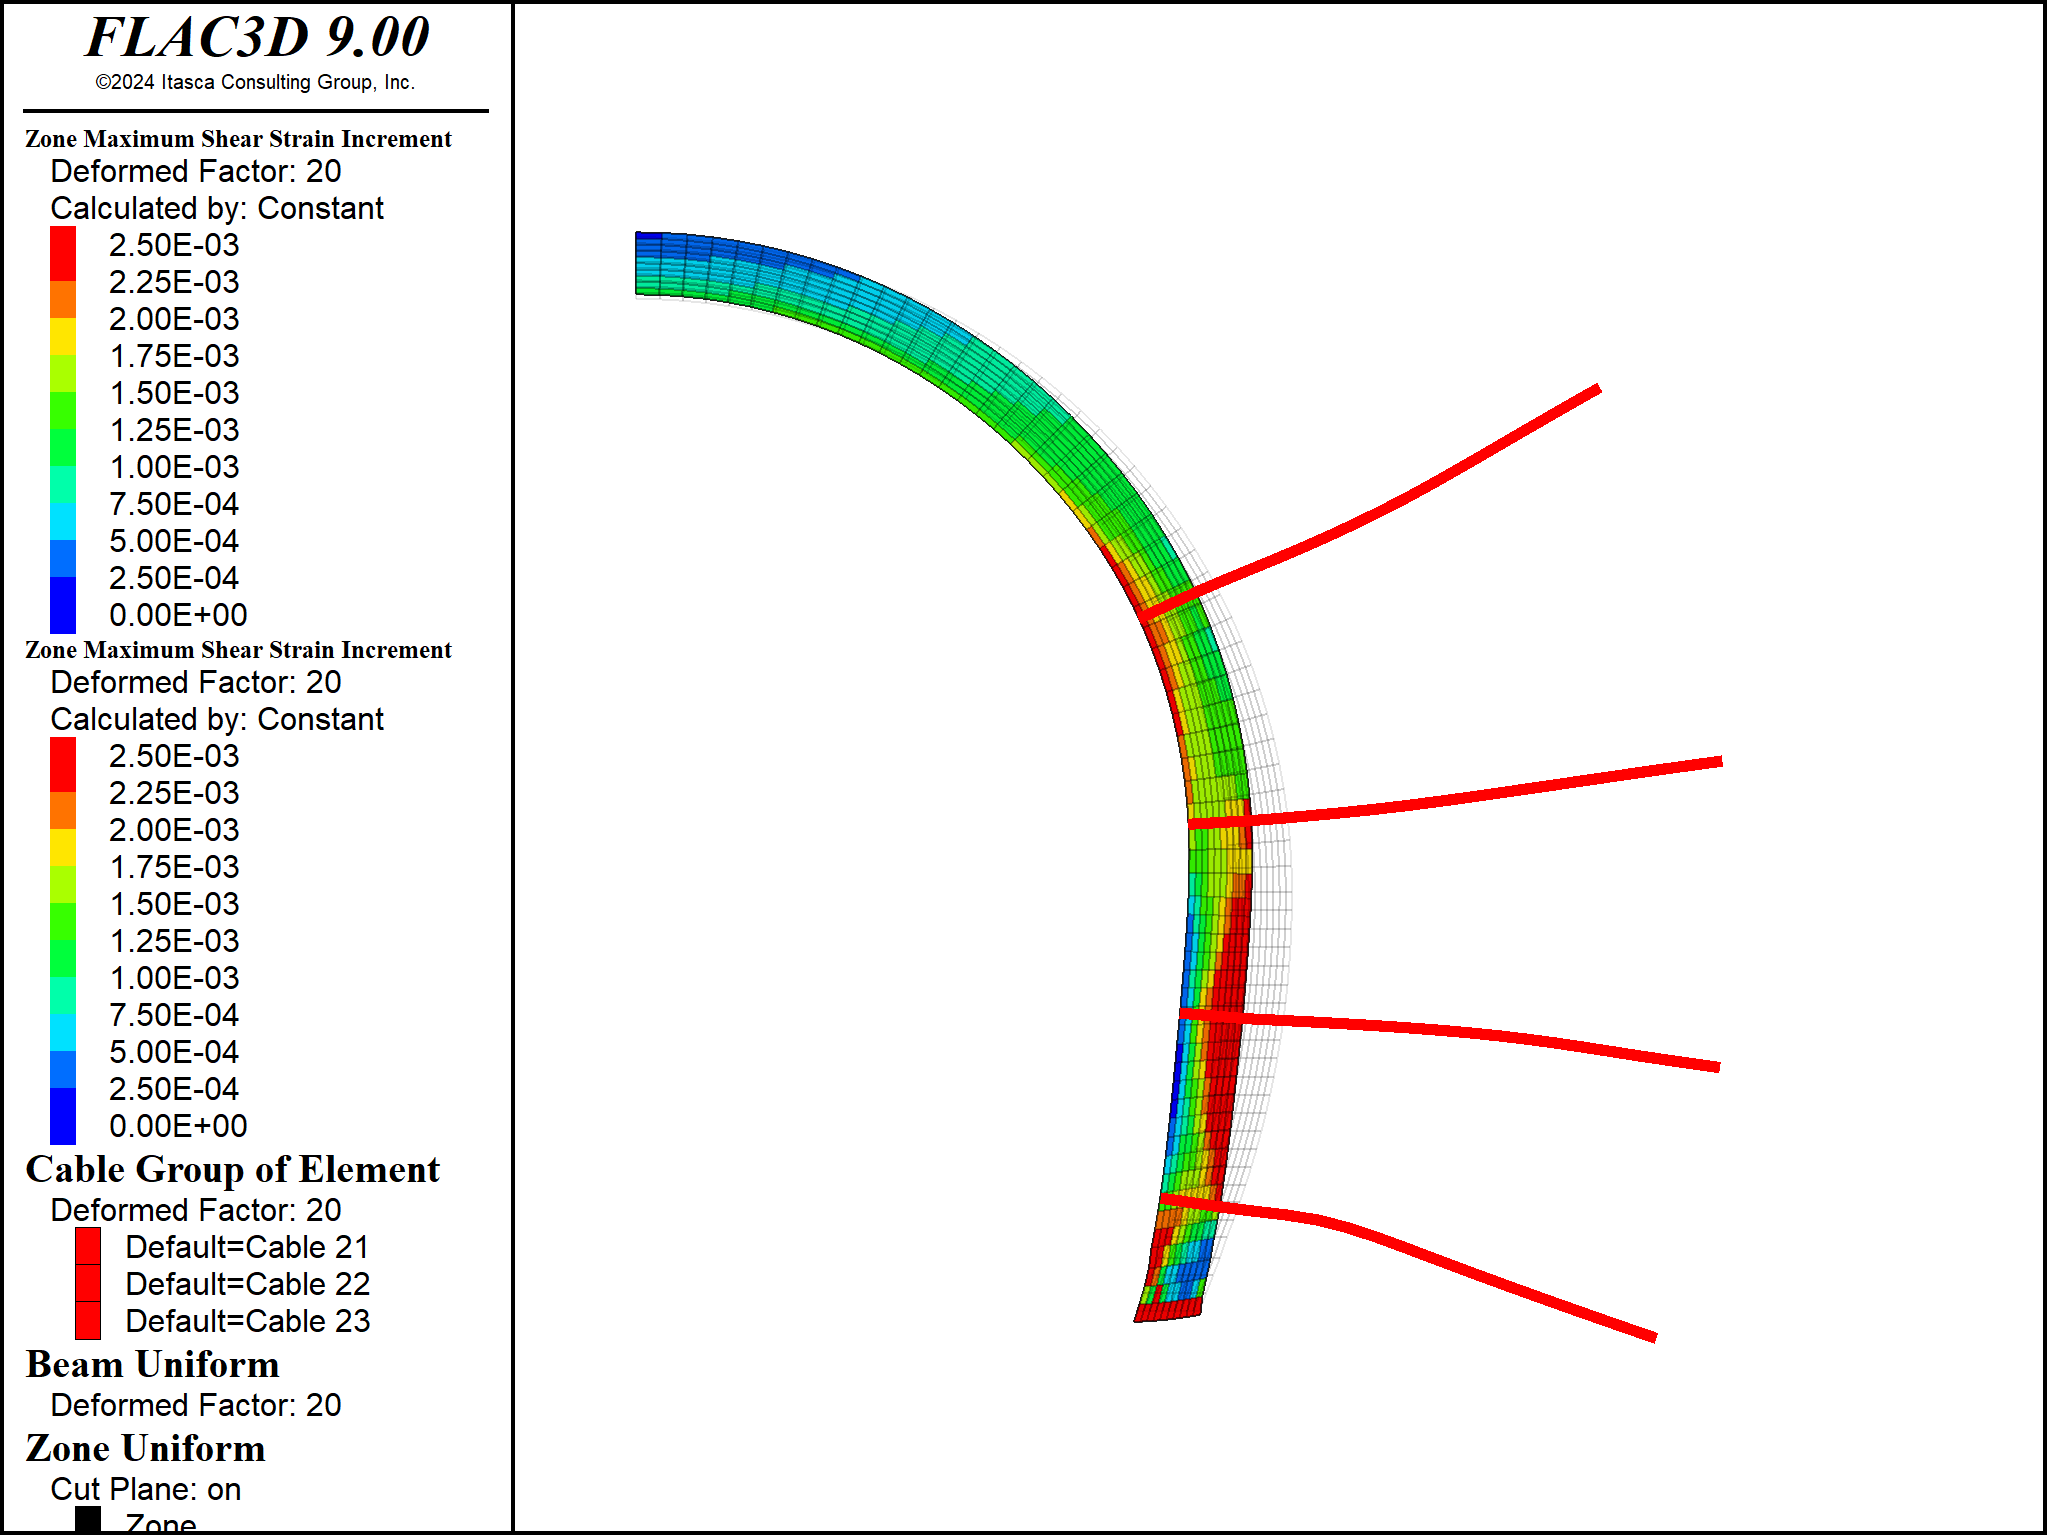 FLAC3D 9.00
©2024 Itasca Consulting Group, Inc.
Zone Maximum Shear Strain Increment
Deformed Factor: 20
Calculated by: Constant
2.50E-03
2.25E-03
2.00E-03
1.75E-03
1.50E-03
1.25E-03
1.00E-03
7.50E-04
5.00E-04
2.50E-04
0.00E+00
Zone Maximum Shear Strain Increment
Deformed Factor: 20
Calculated by: Constant
2.50E-03
2.25E-03
2.00E-03
1.75E-03
1.50E-03
1.25E-03
1.00E-03
7.50E-04
5.00E-04
2.50E-04
0.00E+00
Cable Group of Element
Deformed Factor: 20
Default=Cable 21
Default=Cable 22
Default=Cable 23
Beam Uniform
Deformed Factor: 20
Zone Uniform
Cut Plane: on
Zone